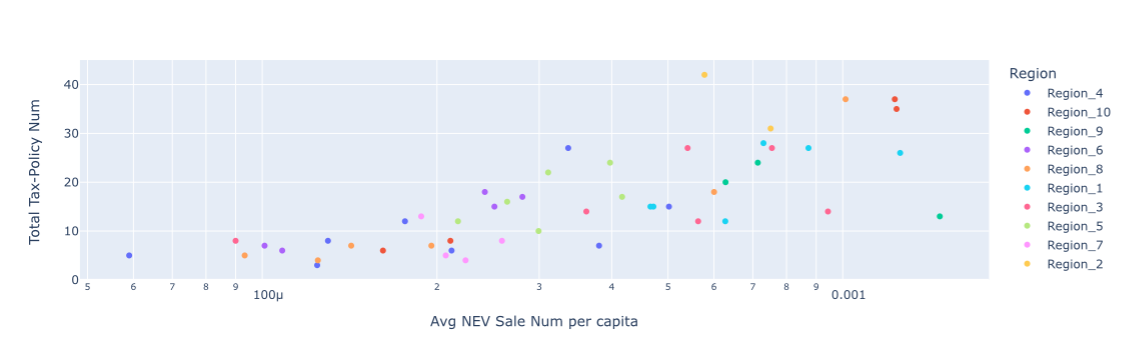 Total Tax-Policy Num
40
30
20
10
0
5 6 7 8 9 100μ 2 3 4 5 6 7 8 9 0.001
Avg NEV Sale Num per capita
Region
Region_4
Region_10
Region_9
Region_6
Region_8
Region_1
Region_3
Region_5
Region_7
Region_2